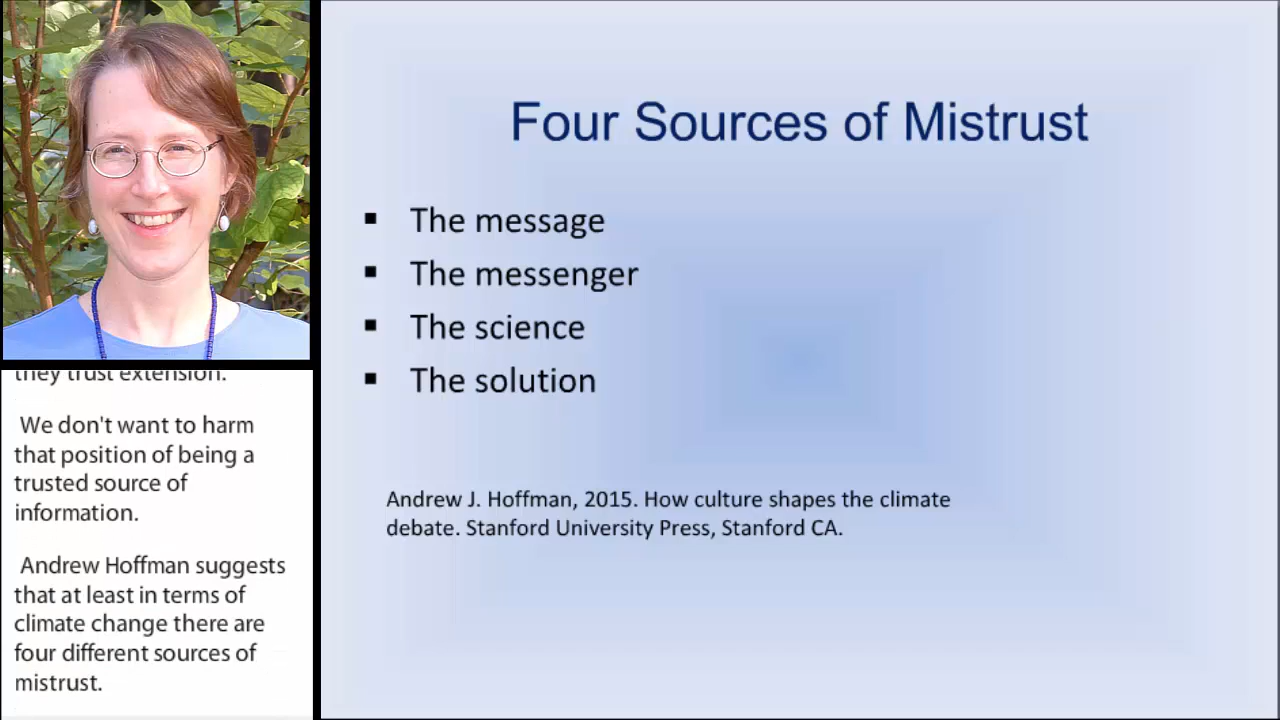 Four Sources of Mistrust
▪ The message
▪ The messenger
▪ The science
▪ The solution
Andrew J. Hoffman, 2015. How culture shapes the climate
debate. Stanford University Press, Stanford CA.
they trust extension.
We don't want to harm
that position of being a
trusted source of
information.
Andrew Hoffman suggests
that at least in terms of
climate change there are
four different sources of
mistrust.